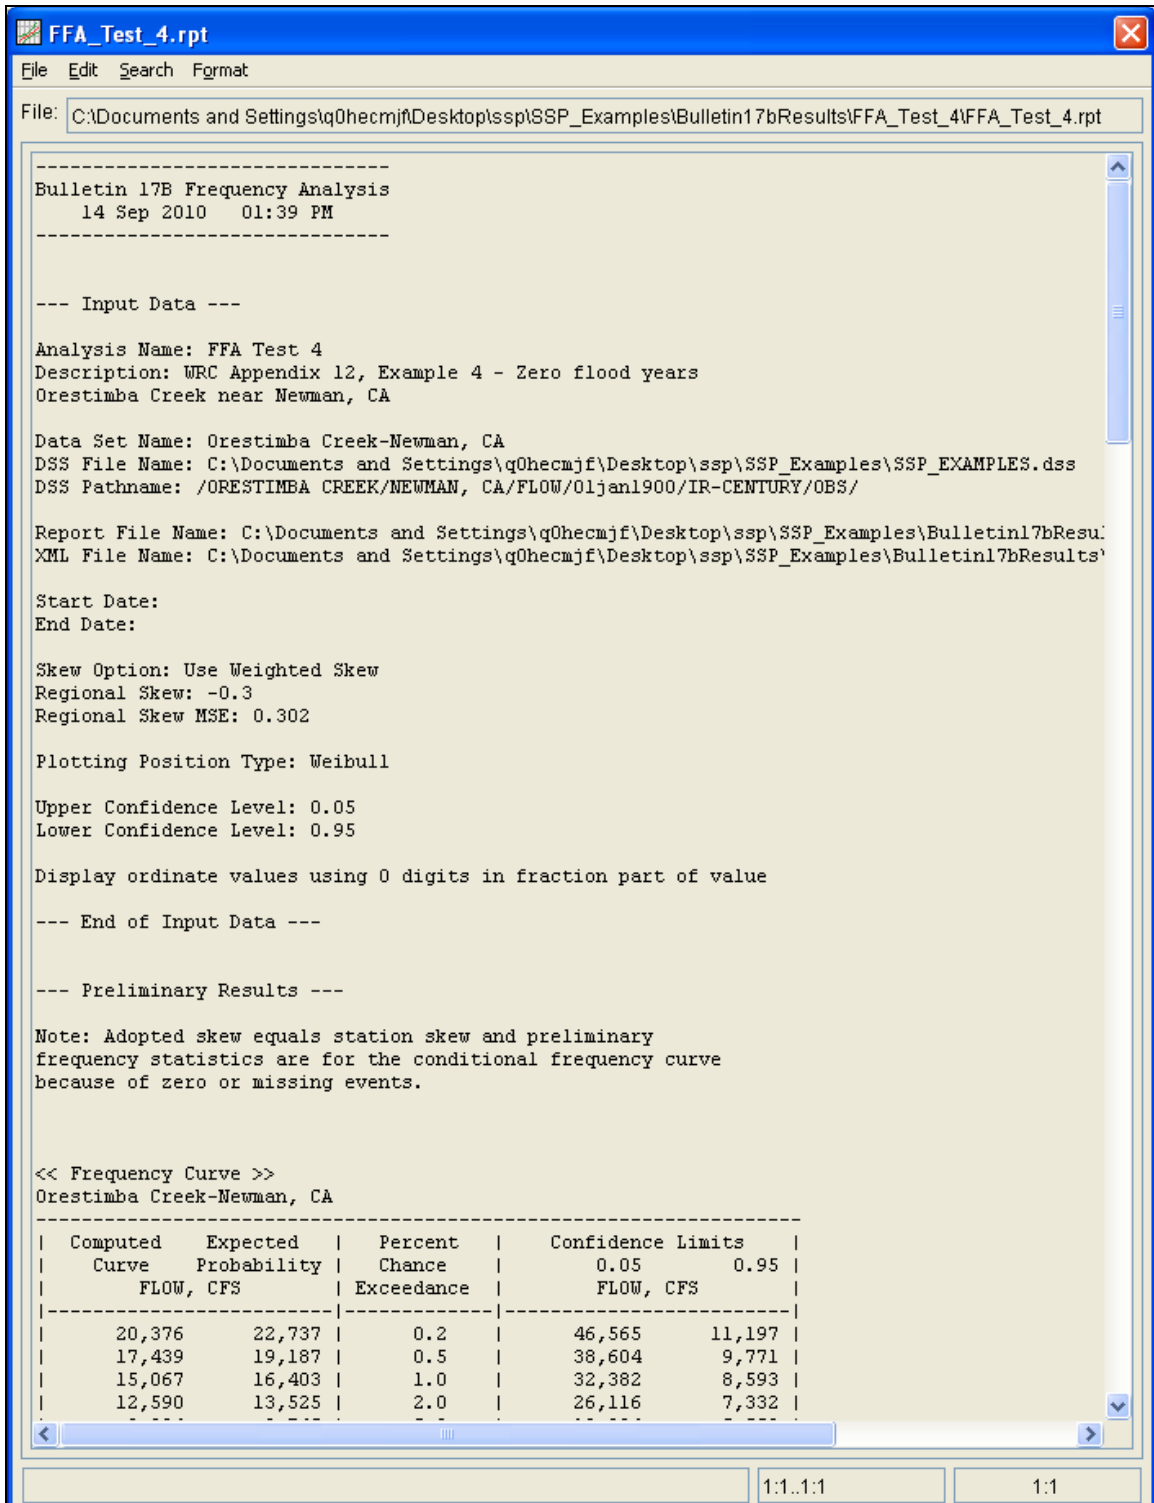 FFA_Test_4.rpt
File Edit Search Format
File: C:\Documents and Settings\q0hecmjf\Desktop\ssp\SSP_Examples\Bulletin17bResults\FFA_Test_4\FFA_Test_4.rpt
-------------------------------
Bulletin 17B Frequency Analysis
    14 Sep 2010   01:39 PM
-------------------------------
--- Input Data ---
Analysis Name: FFA Test 4
Description: WRC Appendix 12, Example 4 - Zero flood years
Orestimba Creek near Newman, CA
Data Set Name: Orestimba Creek-Newman, CA
DSS File Name: C:\Documents and Settings\q0hecmjf\Desktop\ssp\SSP_Examples\SSP_EXAMPLES.dss
DSS Pathname: /ORESTIMBA CREEK/NEWMAN, CA/FLOW/01jan1900/IR-CENTURY/OBS/
Report File Name: C:\Documents and Settings\q0hecmjf\Desktop\ssp\SSP_Examples\Bulletin17bResu
XML File Name: C:\Documents and Settings\q0hecmjf\Desktop\ssp\SSP_Examples\Bulletin17bResults\
Start Date:
End Date:
Skew Option: Use Weighted Skew
Regional Skew: -0.3
Regional Skew MSE: 0.302
Plotting Position Type: Weibull
Upper Confidence Level: 0.05
Lower Confidence Level: 0.95
Display ordinate values using 0 digits in fraction part of value
--- End of Input Data ---
--- Preliminary Results ---
Note: Adopted skew equals station skew and preliminary
frequency statistics are for the conditional frequency curve
because of zero or missing events.
<< Frequency Curve >>
Orestimba Creek-Newman, CA
-------------------------------------------------------------------
|  Computed    Expected   |   Percent   |    Confidence Limits    |
|    Curve    Probability |   Chance    |        0.05        0.95 |
|        FLOW, CFS        | Exceedance  |        FLOW, CFS        |
|-------------------------|-------------|-------------------------|
|      20,376      22,737 |     0.2     |      46,565      11,197 |
|      17,439      19,187 |     0.5     |      38,604       9,771 |
|      15,067      16,403 |     1.0     |      32,382       8,593 |
|      12,590      13,525 |     2.0     |      26,116       7,332 |
1:1..1:1
1:1